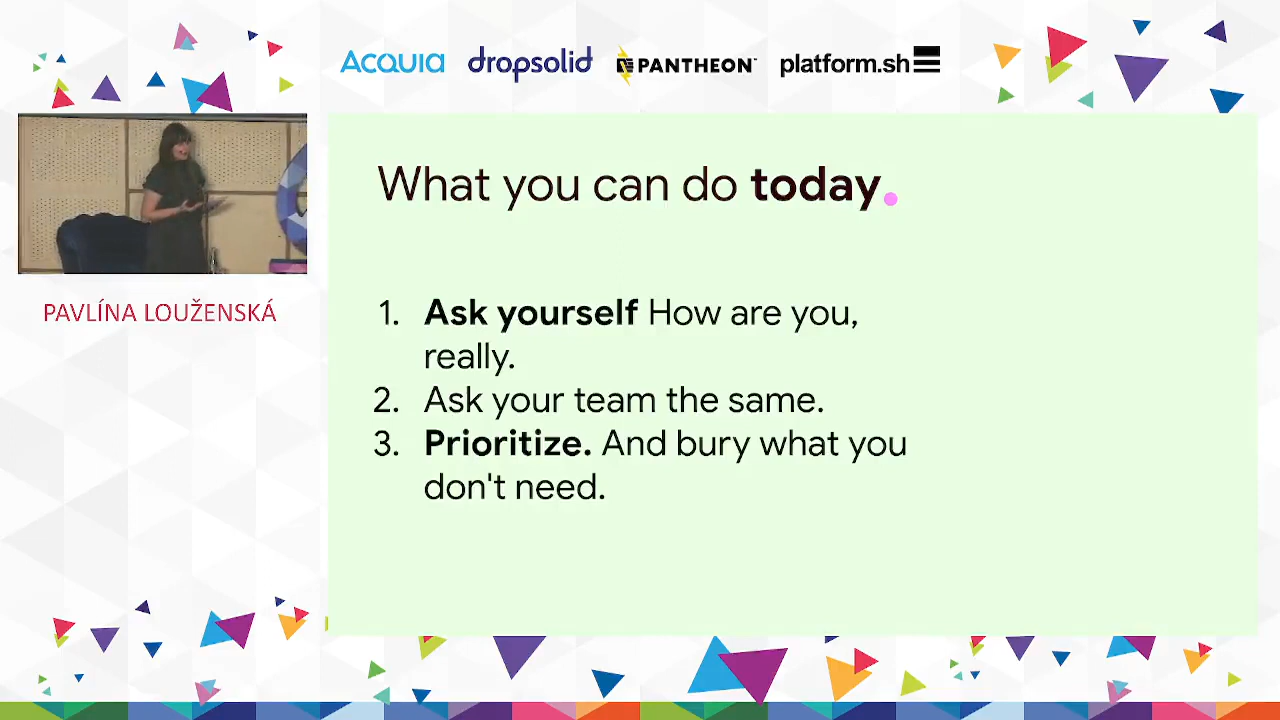 ACQUIA dropsolid PANTHEON platform.sh
PAVLÍNA LOUŽENSKÁ
What you can do today.
1. Ask yourself How are you,
really.
2. Ask your team the same.
3. Prioritize. And bury what you
don't need.